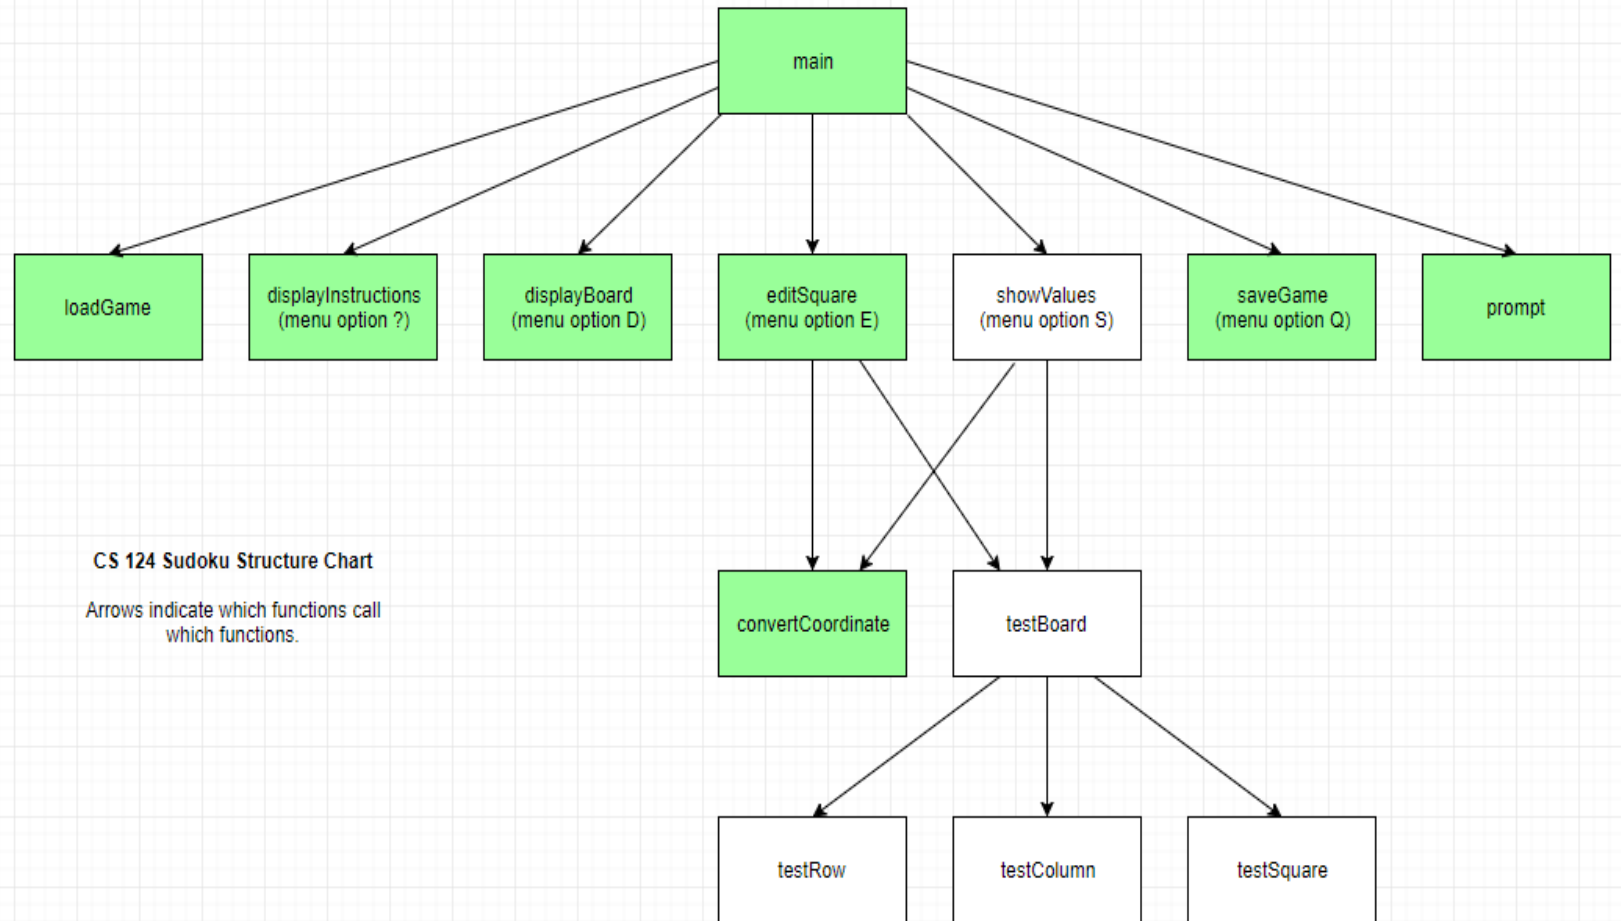 main
loadGame
displayInstructions
(menu option ?)
displayBoard
(menu option D)
editSquare
(menu option E)
showValues
(menu option S)
saveGame
(menu option Q)
prompt
CS 124 Sudoku Structure Chart
Arrows indicate which functions call
which functions.
convertCoordinate
testBoard
testRow
testColumn
testSquare